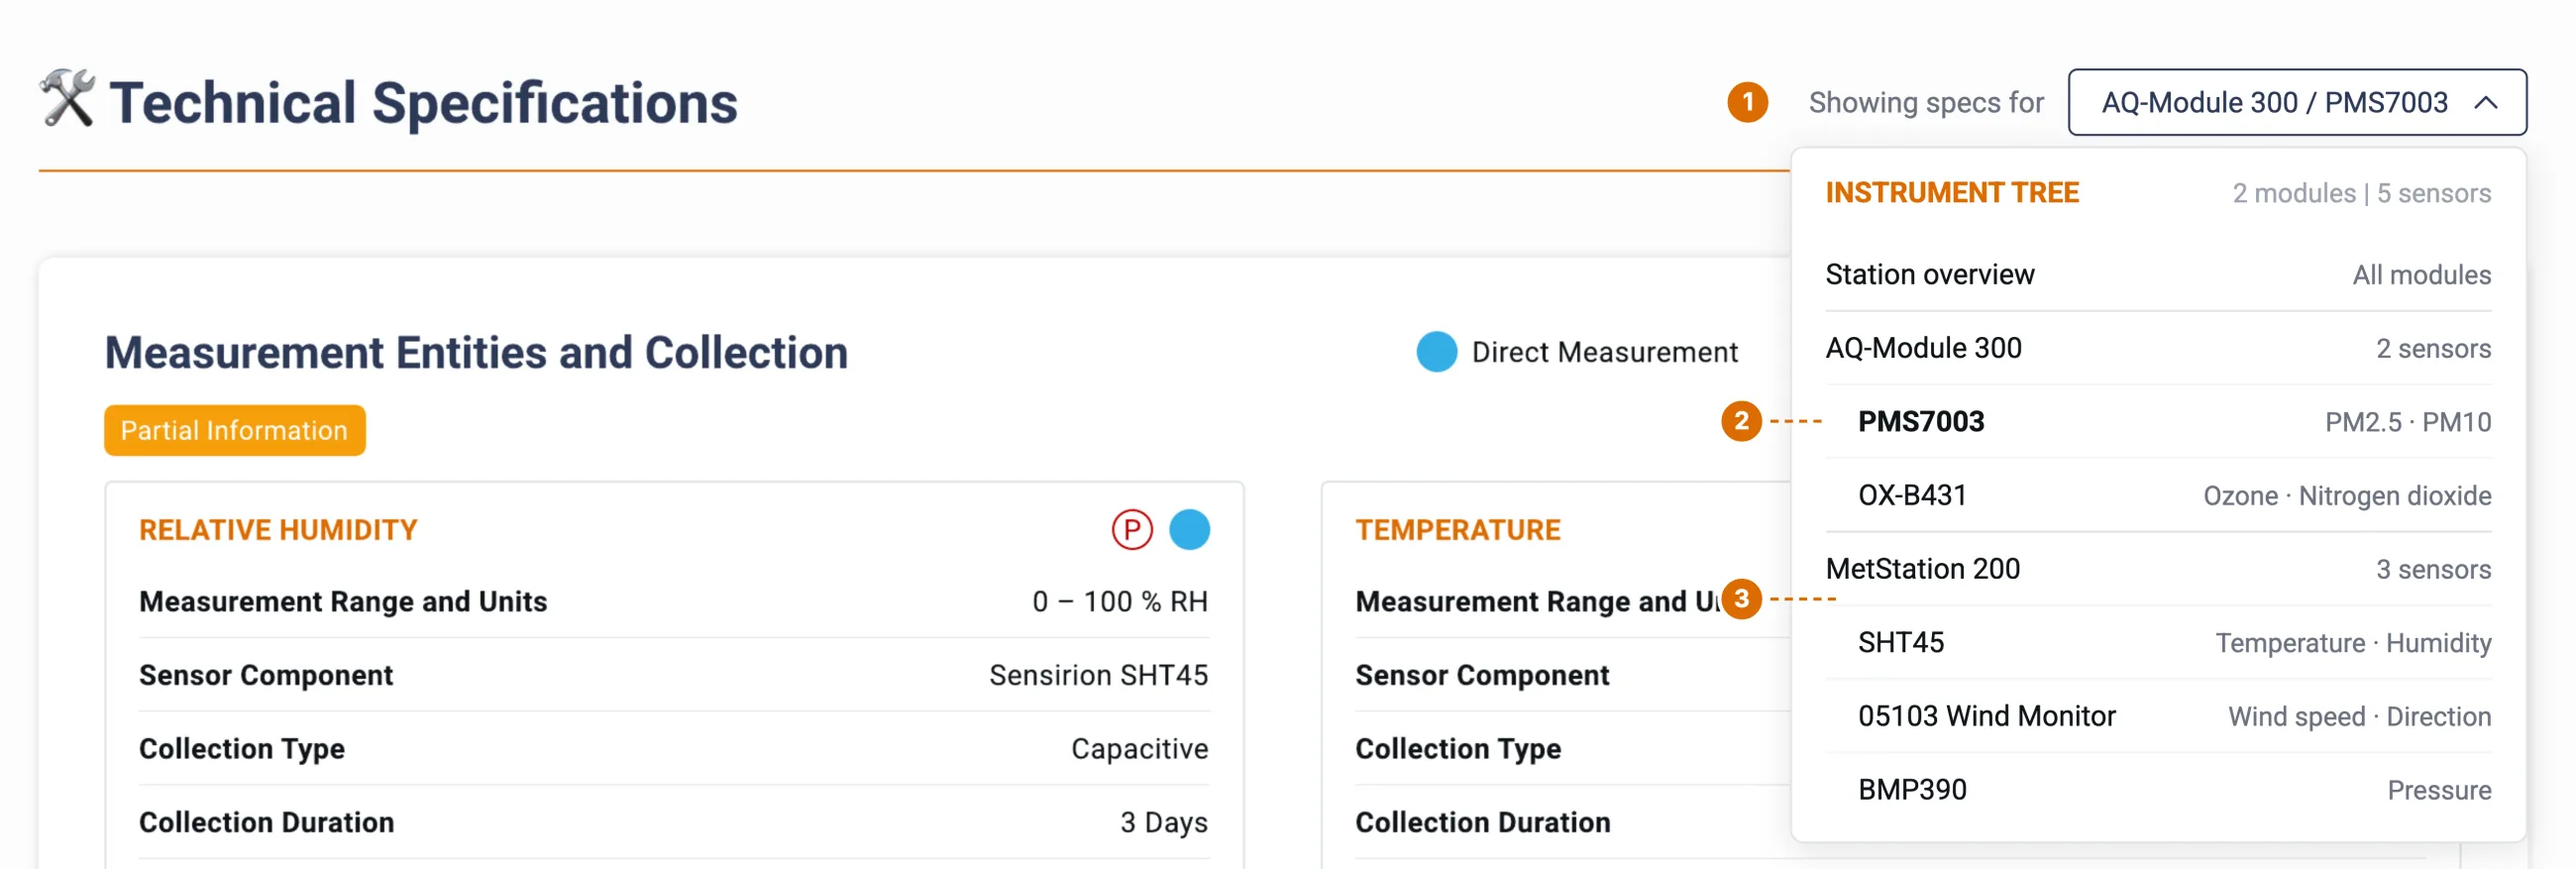 Technical Specifications
1 Showing specs for AQ-Module 300 / PMS7003
INSTRUMENT TREE 2 modules | 5 sensors
Station overview All modules
AQ-Module 300 2 sensors
2 PMS7003 PM2.5 · PM10
OX-B431 Ozone · Nitrogen dioxide
MetStation 200 3 sensors
3
SHT45 Temperature · Humidity
05103 Wind Monitor Wind speed · Direction
BMP390 Pressure
Measurement Entities and Collection
Direct Measurement
Partial Information
RELATIVE HUMIDITY P
Measurement Range and Units 0 – 100 % RH
Sensor Component Sensirion SHT45
Collection Type Capacitive
Collection Duration 3 Days
TEMPERATURE
Measurement Range and
Sensor Component
Collection Type
Collection Duration